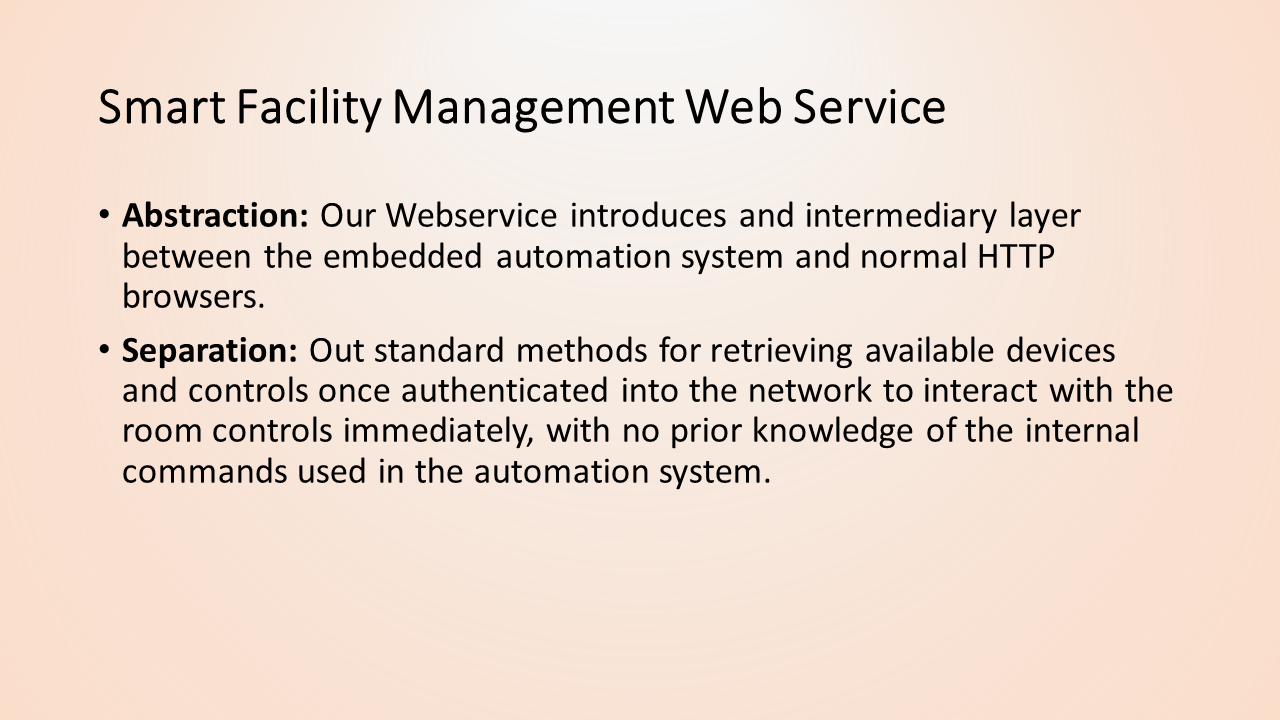 Smart Facility Management Web Service
• Abstraction: Our Webservice introduces and intermediary layer
between the embedded automation system and normal HTTP
browsers.
• Separation: Out standard methods for retrieving available devices
and controls once authenticated into the network to interact with the
room controls immediately, with no prior knowledge of the internal
commands used in the automation system.